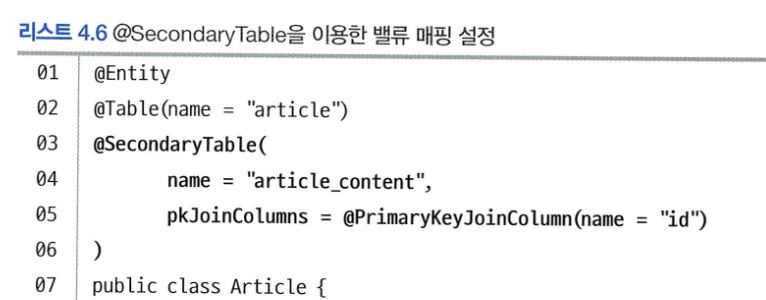 리스트 4.6 @SecondaryTable을 이용한 밸류 매핑 설정
01 @Entity
02 @Table(name = "article")
03 @SecondaryTable(
04 name = "article_content",
05 pkJoinColumns = @PrimaryKeyJoinColumn(name = "id")
06 )
07 public class Article {